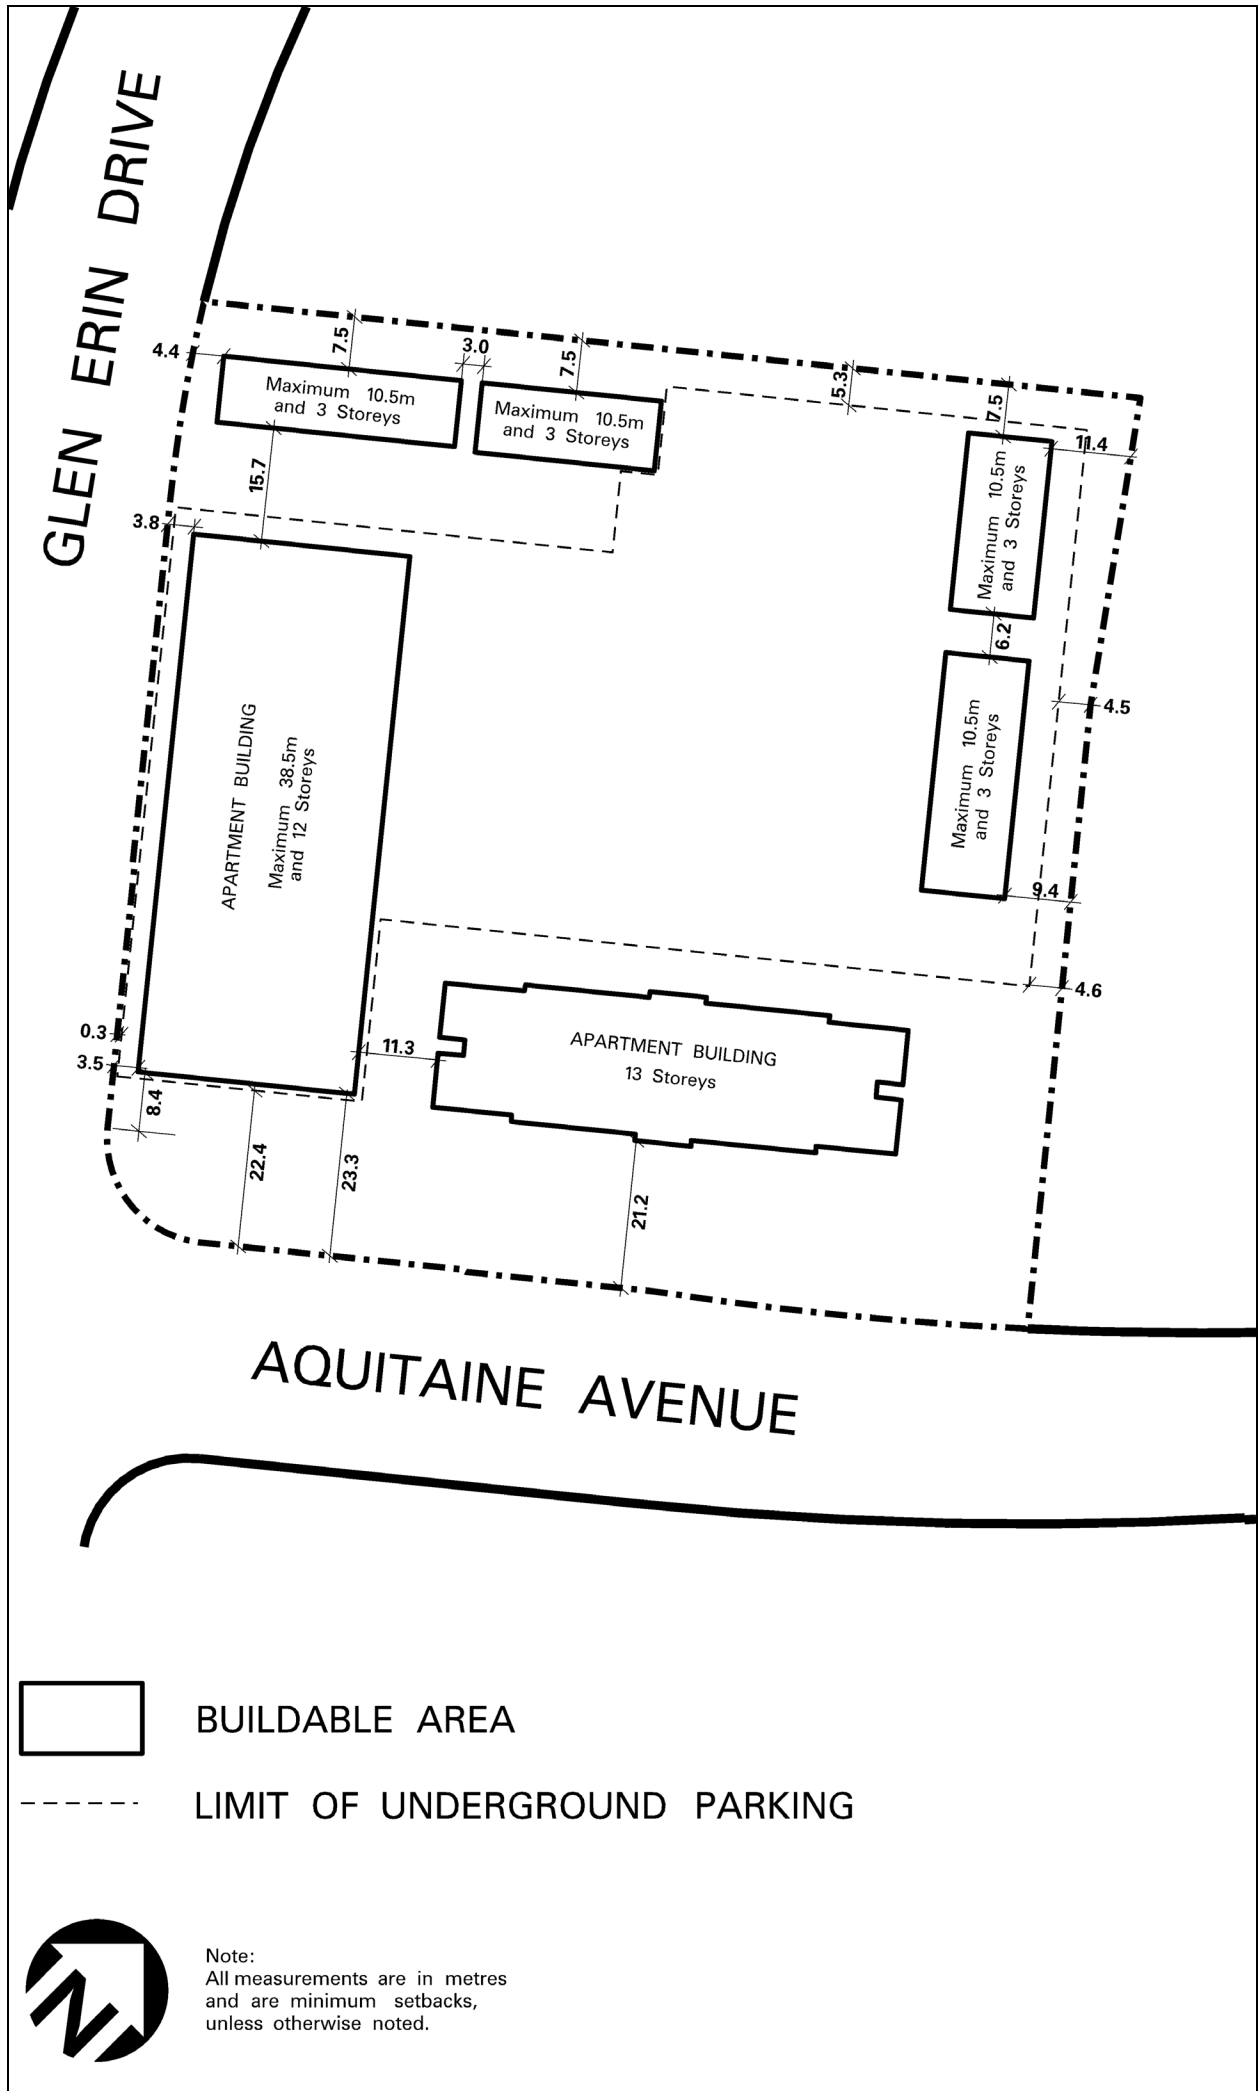 GLEN ERIN DRIVE
4.4
7.5
3.0
7.5
5.3
7.5
11.4
Maximum 10.5m
and 3 Storeys
Maximum 10.5m
and 3 Storeys
Maximum 10.5m
and 3 Storeys
15.7
3.8
6.2
4.5
Maximum 10.5m
and 3 Storeys
APARTMENT BUILDING
Maximum 38.5m
and 12 Storeys
9.4
4.6
0.3
3.5
11.3
APARTMENT BUILDING
13 Storeys
8.4
22.4
23.3
21.2
AQUITAINE AVENUE
BUILDABLE AREA
LIMIT OF UNDERGROUND PARKING
N
Note:
All measurements are in metres
and are minimum setbacks,
unless otherwise noted.